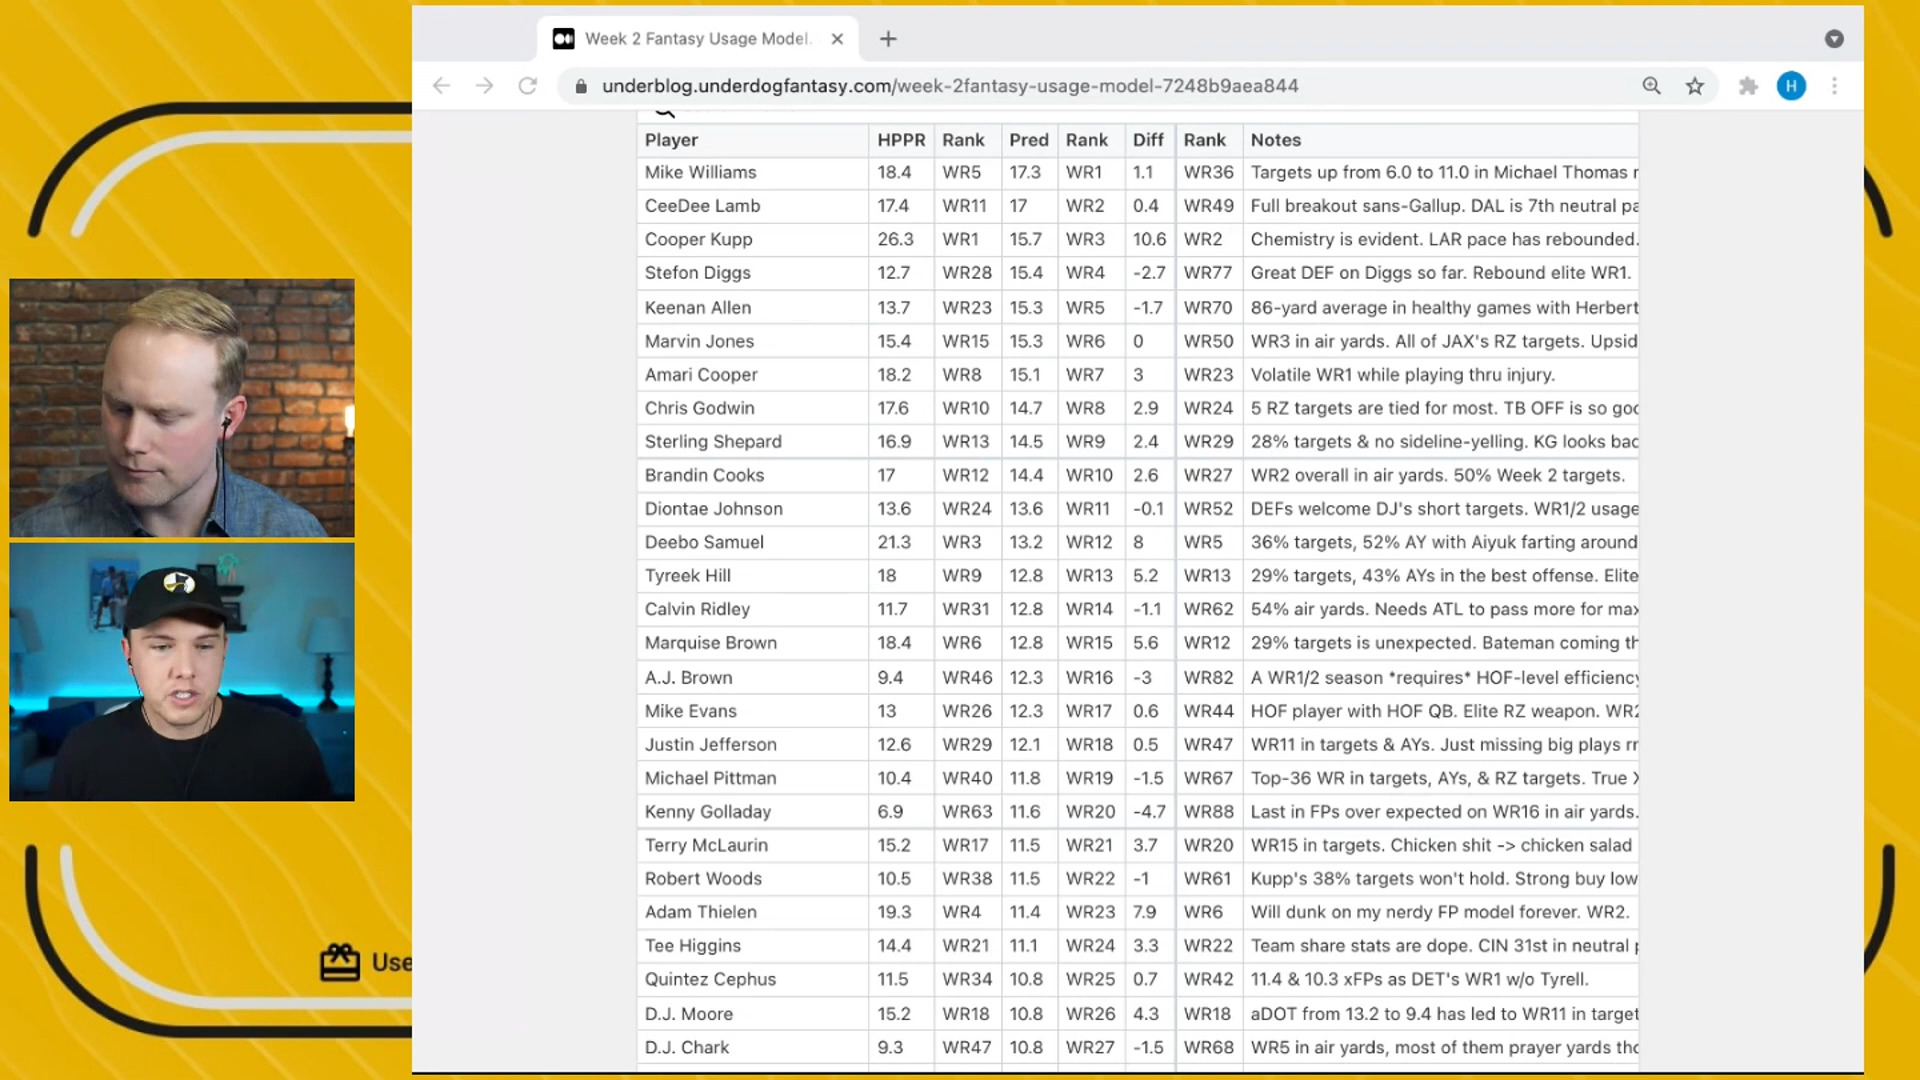 Week 2 Fantasy Usage Model.
underblog.underdogfantasy.com/week-2fantasy-usage-model-7248b9aea844
H
Player HPPR Rank Pred Rank Diff Rank Notes
Mike Williams 18.4 WR5 17.3 WR1 1.1 WR36 Targets up from 6.0 to 11.0 in Michael Thomas r
CeeDee Lamb 17.4 WR11 17 WR2 0.4 WR49 Full breakout sans-Gallup. DAL is 7th neutral pa
Cooper Kupp 26.3 WR1 15.7 WR3 10.6 WR2 Chemistry is evident. LAR pace has rebounded.
Stefon Diggs 12.7 WR28 15.4 WR4 -2.7 WR77 Great DEF on Diggs so far. Rebound elite WR1.
Keenan Allen 13.7 WR23 15.3 WR5 -1.7 WR70 86-yard average in healthy games with Herbert
Marvin Jones 15.4 WR15 15.3 WR6 0 WR50 WR3 in air yards. All of JAX's RZ targets. Upsid
Amari Cooper 18.2 WR8 15.1 WR7 3 WR23 Volatile WR1 while playing thru injury.
Chris Godwin 17.6 WR10 14.7 WR8 2.9 WR24 5 RZ targets are tied for most. TB OFF is so goo
Sterling Shepard 16.9 WR13 14.5 WR9 2.4 WR29 28% targets & no sideline-yelling. KG looks bad
Brandin Cooks 17 WR12 14.4 WR10 2.6 WR27 WR2 overall in air yards. 50% Week 2 targets.
Diontae Johnson 13.6 WR24 13.6 WR11 -0.1 WR52 DEFs welcome DJ's short targets. WR1/2 usage
Deebo Samuel 21.3 WR3 13.2 WR12 8 WR5 36% targets, 52% AY with Aiyuk farting around
Tyreek Hill 18 WR9 12.8 WR13 5.2 WR13 29% targets, 43% AYs in the best offense. Elite
Calvin Ridley 11.7 WR31 12.8 WR14 -1.1 WR62 54% air yards. Needs ATL to pass more for max
Marquise Brown 18.4 WR6 12.8 WR15 5.6 WR12 29% targets is unexpected. Bateman coming th
A.J. Brown 9.4 WR46 12.3 WR16 -3 WR82 A WR1/2 season *requires* HOF-level efficiency
Mike Evans 13 WR26 12.3 WR17 0.6 WR44 HOF player with HOF QB. Elite RZ weapon. WR2
Justin Jefferson 12.6 WR29 12.1 WR18 0.5 WR47 WR11 in targets & AYs. Just missing big plays rr
Michael Pittman 10.4 WR40 11.8 WR19 -1.5 WR67 Top-36 WR in targets, AYs, & RZ targets. True X
Kenny Golladay 6.9 WR63 11.6 WR20 -4.7 WR88 Last in FPs over expected on WR16 in air yards.
Terry McLaurin 15.2 WR17 11.5 WR21 3.7 WR20 WR15 in targets. Chicken shit -> chicken salad
Robert Woods 10.5 WR38 11.5 WR22 -1 WR61 Kupp's 38% targets won't hold. Strong buy low
Adam Thielen 19.3 WR4 11.4 WR23 7.9 WR6 Will dunk on my nerdy FP model forever. WR2.
Tee Higgins 14.4 WR21 11.1 WR24 3.3 WR22 Team share stats are dope. CIN 31st in neutral p
Quintez Cephus 11.5 WR34 10.8 WR25 0.7 WR42 11.4 & 10.3 xFPs as DET's WR1 w/o Tyrell.
D.J. Moore 15.2 WR18 10.8 WR26 4.3 WR18 aDOT from 13.2 to 9.4 has led to WR11 in target
D.J. Chark 9.3 WR47 10.8 WR27 -1.5 WR68 WR5 in air yards, most of them prayer yards tho
Use